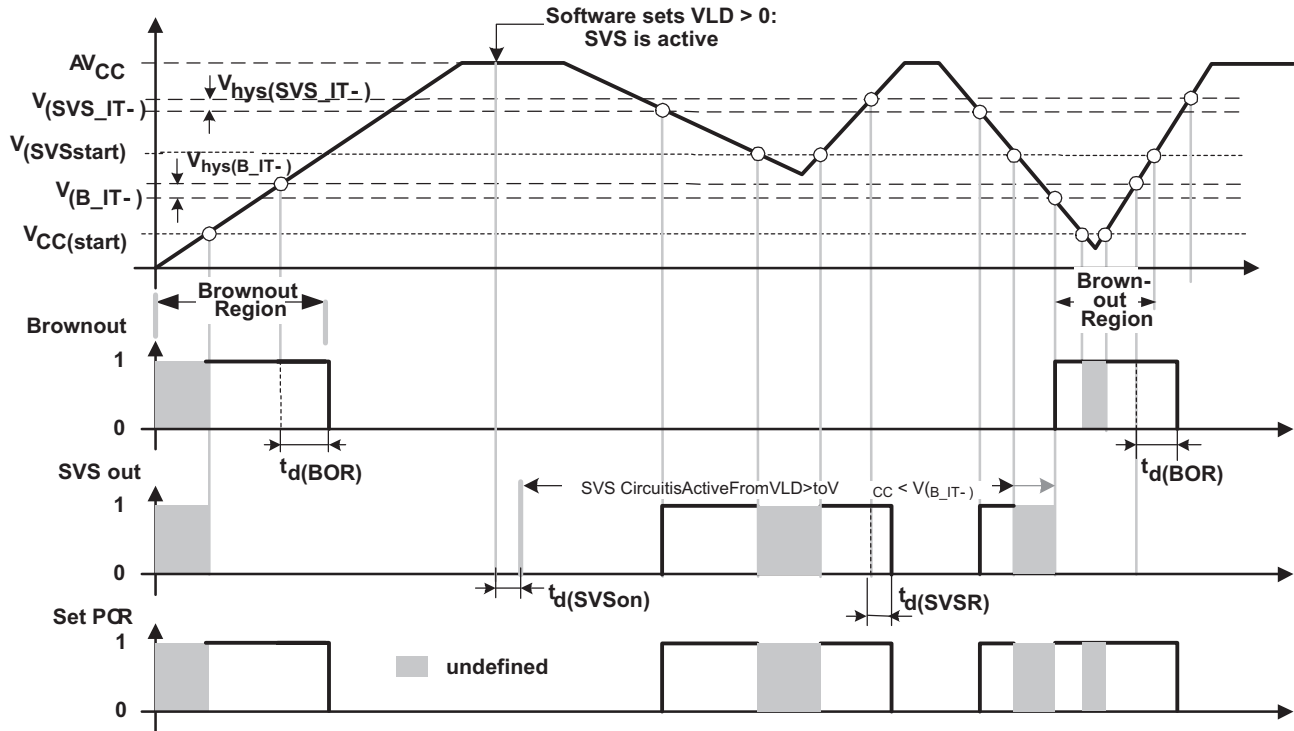 Software sets VLD > 0:
SVS is active
AVCC
Vhys(SVS_IT-)
V(SVS_IT-)
V(SVSstart)
Vhys(B_IT-)
V(B_IT-)
VCC(start)
Brownout
Region
Brown-
out
Region
Brownout
1
0
td(BOR)
td(BOR)
SVS out
SVS CircuitisActiveFromVLD>toV CC < V(B_IT-)
1
0
td(SVSon)
td(SVSR)
Set POR
1
undefined
0